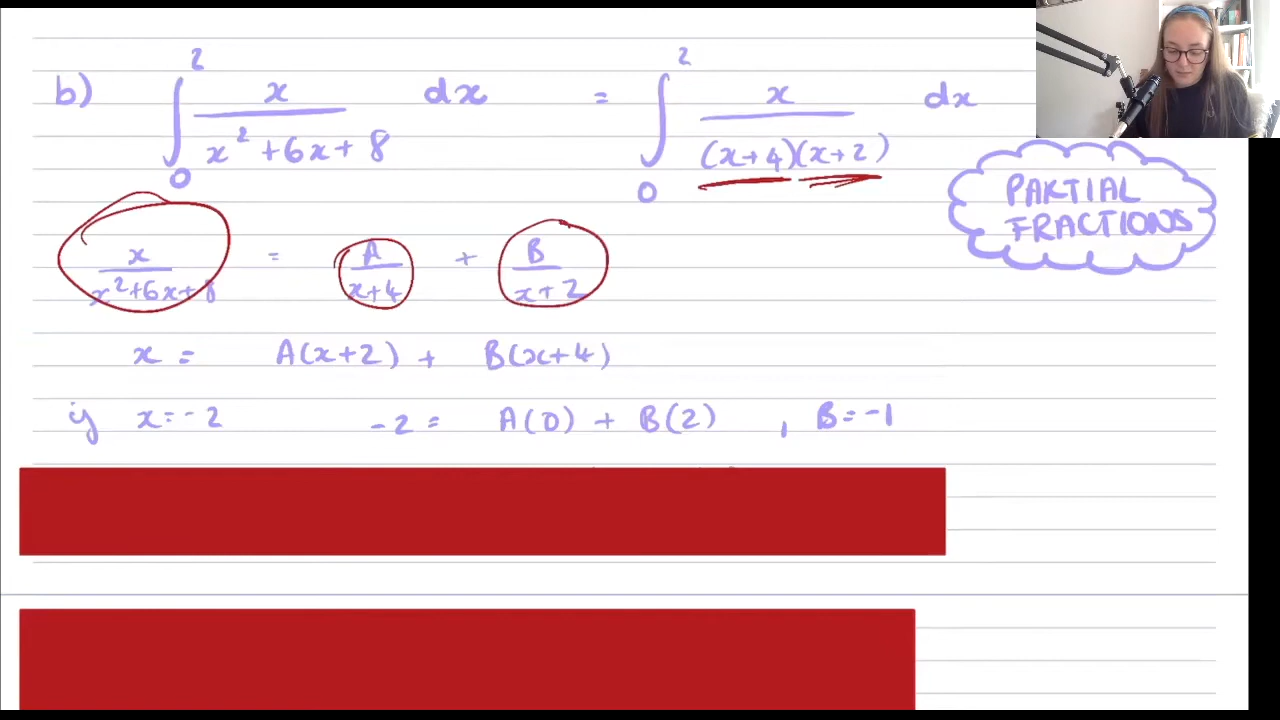 b) ∫₀² x/(x²+6x+8) dx = ∫₀² x/((x+4)(x+2)) dx
PARTIAL FRACTIONS
x/(x²+6x+8) = A/(x+4) + B/(x+2)
x = A(x+2) + B(x+4)
if x=-2 -2 = A(0) + B(2) , B=-1